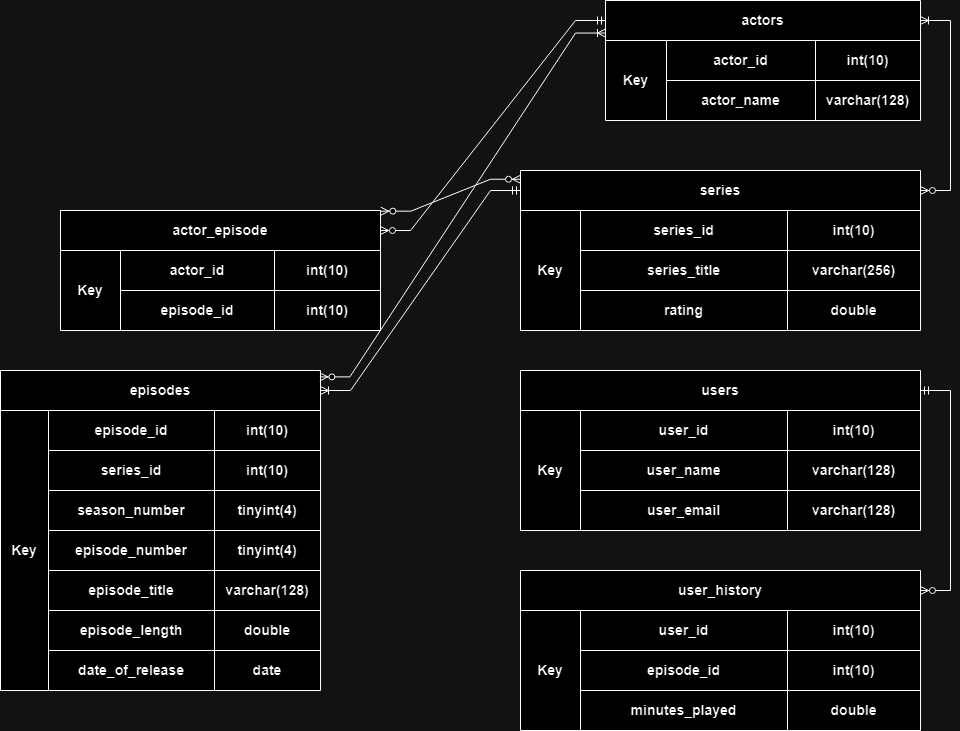 actors
Key
actor_id int(10)
actor_name varchar(128)
series
Key
series_id int(10)
series_title varchar(256)
rating double
actor_episode
Key
actor_id int(10)
episode_id int(10)
episodes
Key
episode_id int(10)
series_id int(10)
season_number tinyint(4)
episode_number tinyint(4)
episode_title varchar(128)
episode_length double
date_of_release date
users
Key
user_id int(10)
user_name varchar(128)
user_email varchar(128)
user_history
Key
user_id int(10)
episode_id int(10)
minutes_played double